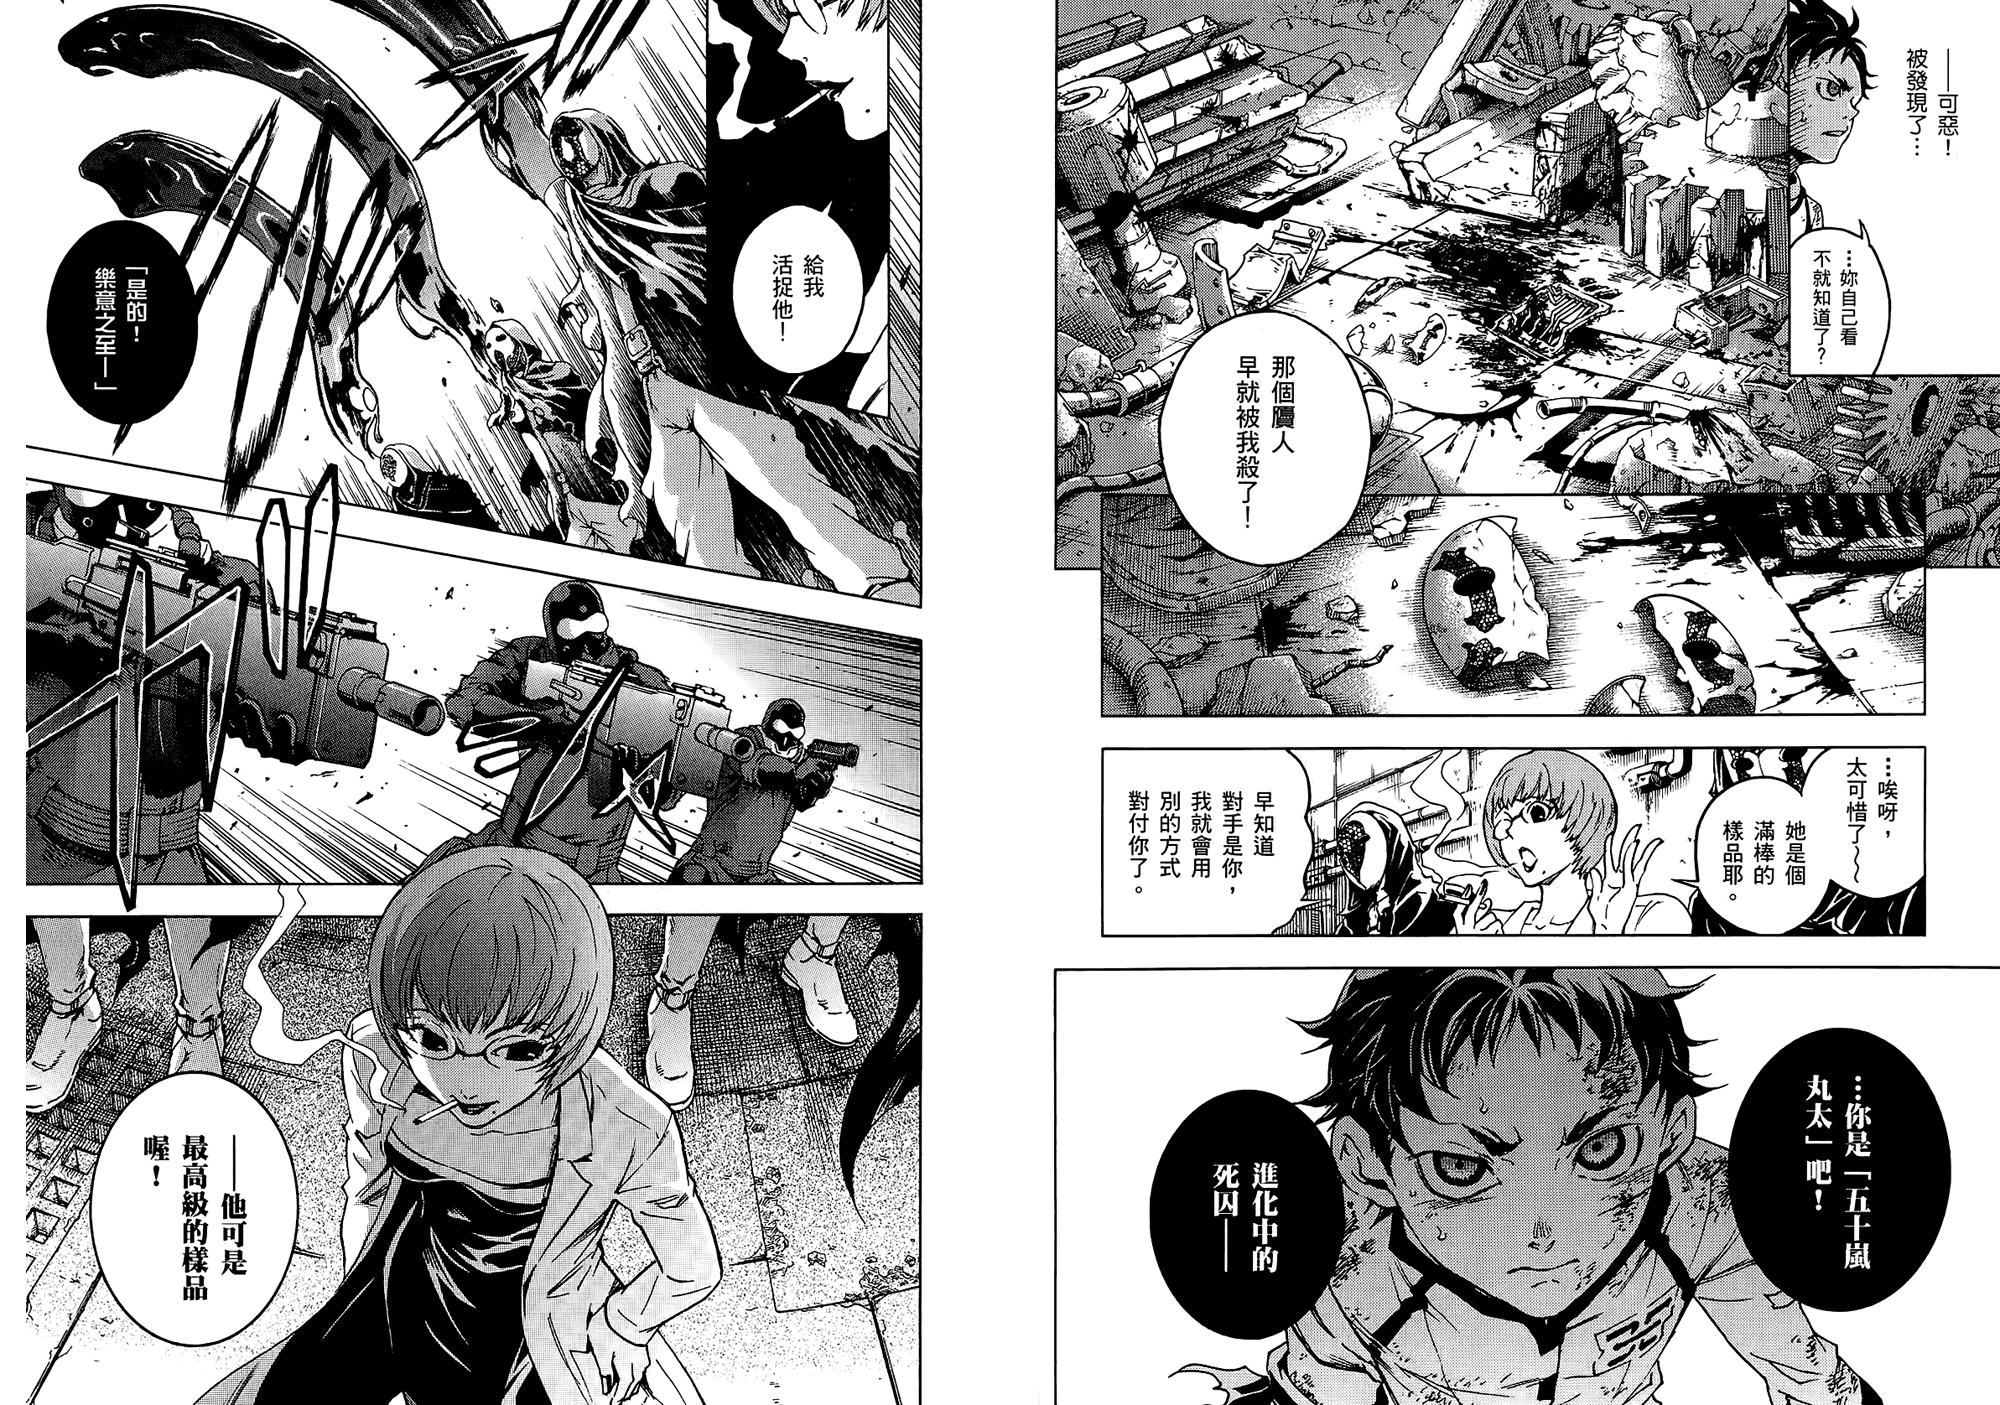 ——可惡！
被發現了…
…妳自己看
不就知道了？
那個贗人
早就被我殺了！
…唉呀，
太可惜了～
她是個
滿棒的
樣品耶。
早知道
對手是你，
我就會用
別的方式
對付你了。
…你是「五十嵐
丸太」吧！
進化中的
死囚——
給我
活捉他！
「是的！
樂意之至—」
——他可是
最高級的樣品
喔！